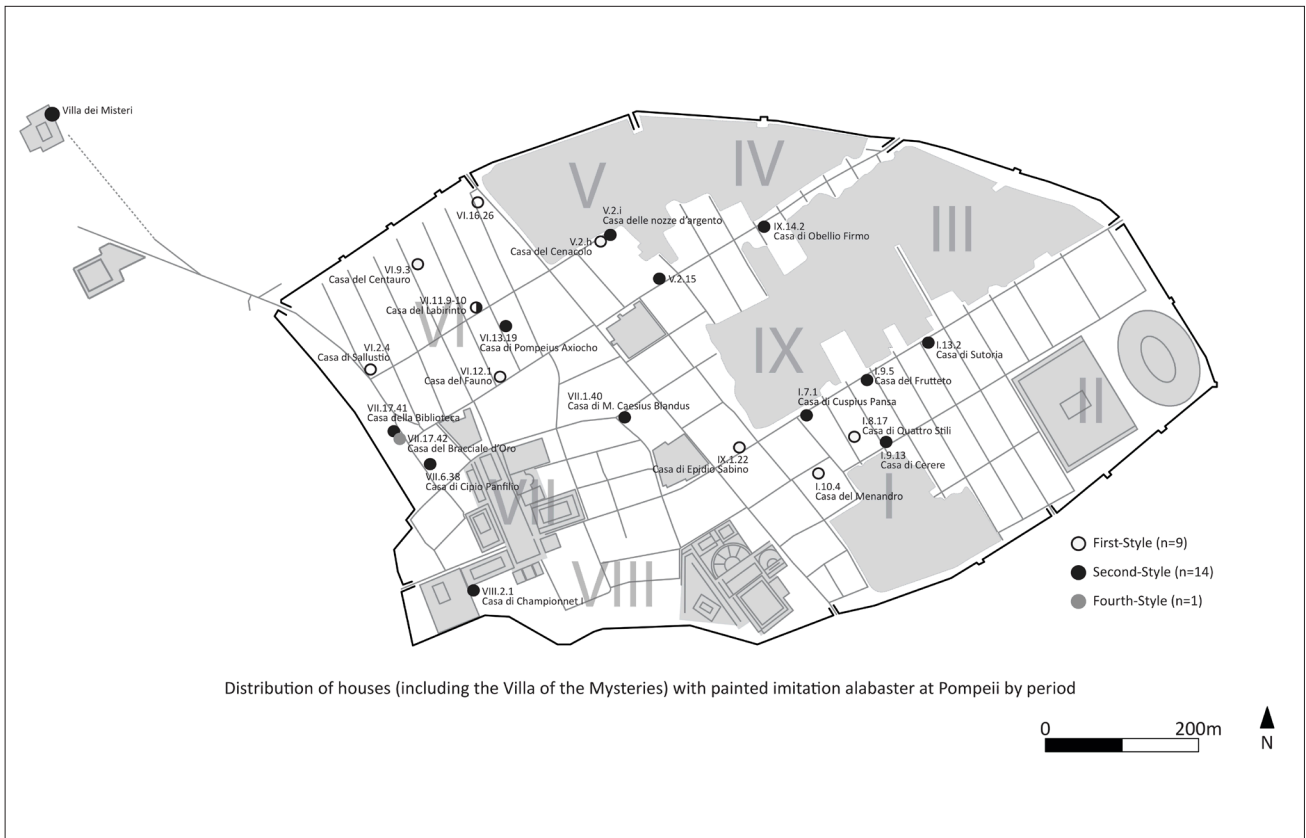 Villa dei Misteri
V
IV
VI.16.26
V.2.i
Casa delle nozze d'argento
V.2.h
Casa del Cenacolo
IX.14.2
Casa di Obellio Firmo
III
VI.9.3
Casa del Centauro
V.2.15
VI.11.9-10
Casa del Labirinto
VI
VI.13.19
Casa di Pompeius Axiocho
VI.2.4
Casa di Sallustio
VI.12.1
Casa del Fauno
IX
I.13.2
Casa di Sutoria
I.9.5
Casa del Frutteto
II
VII.1.40
Casa di M. Caesius Blandus
I.7.1
Casa di Cuspius Pansa
VII.17.41
Casa della Biblioteca
VII.17.42
Casa del Bracciale d'Oro
I.8.17
Casa di Quattro Stili
IX.1.22
Casa di Epidio Sabino
I.9.13
Casa di Cerere
VII.6.38
Casa di Cipio Panfilio
VII
I.10.4
Casa del Menandro
I
VIII.2.1
Casa di Championnet I
VIII
First-Style (n=9)
Second-Style (n=14)
Fourth-Style (n=1)
Distribution of houses (including the Villa of the Mysteries) with painted imitation alabaster at Pompeii by period
0 200m
N